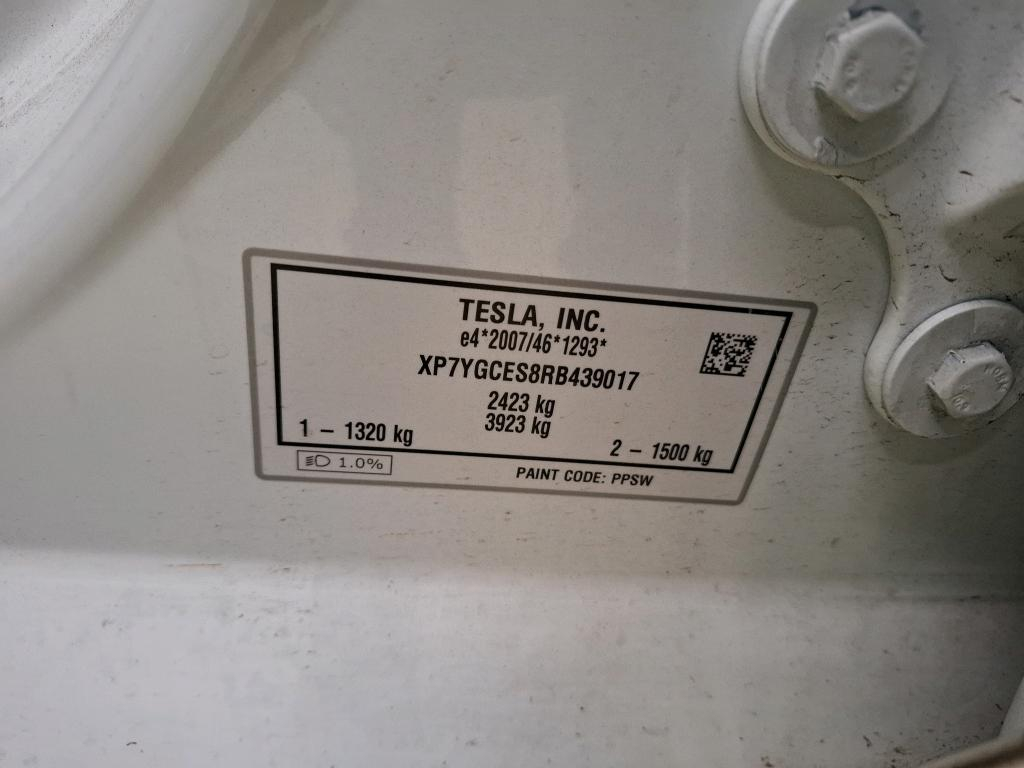 TESLA, INC.
e4*2007/46*1293*
XP7YGCES8RB439017
2423 kg
3923 kg
1 – 1320 kg
2 – 1500 kg
1.0%
PAINT CODE: PPSW